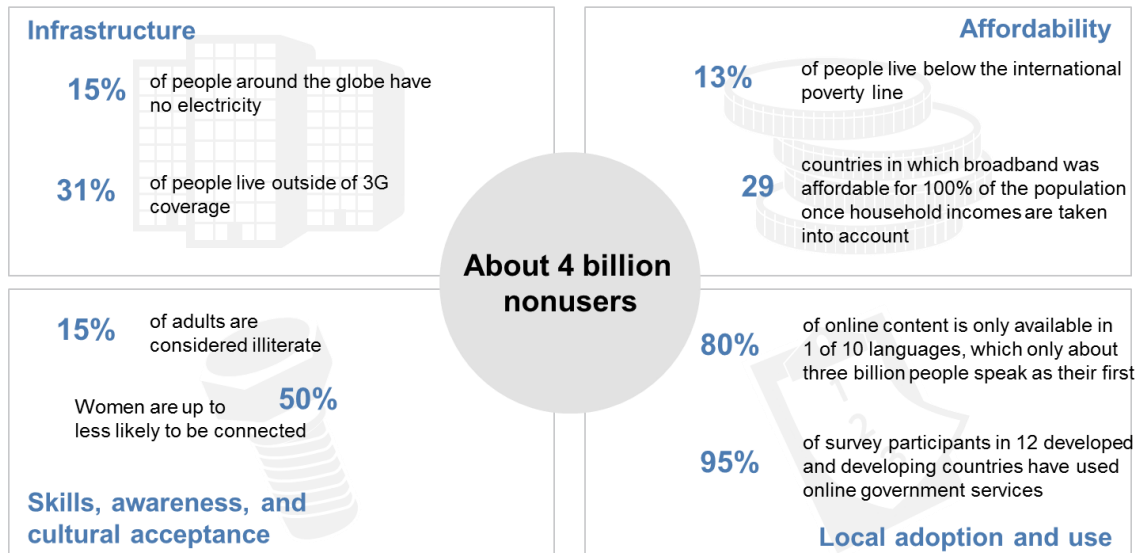 Infrastructure
15%
of people around the globe have
no electricity
31%
of people live outside of 3G
coverage
Affordability
13%
of people live below the international
poverty line
29
countries in which broadband was
affordable for 100% of the population
once household incomes are taken
into account
About 4 billion
nonusers
15%
of adults are
considered illiterate
Women are up to 50%
less likely to be connected
Skills, awareness, and
cultural acceptance
80%
of online content is only available in
1 of 10 languages, which only about
three billion people speak as their first
95%
of survey participants in 12 developed
and developing countries have used
online government services
Local adoption and use
1
2